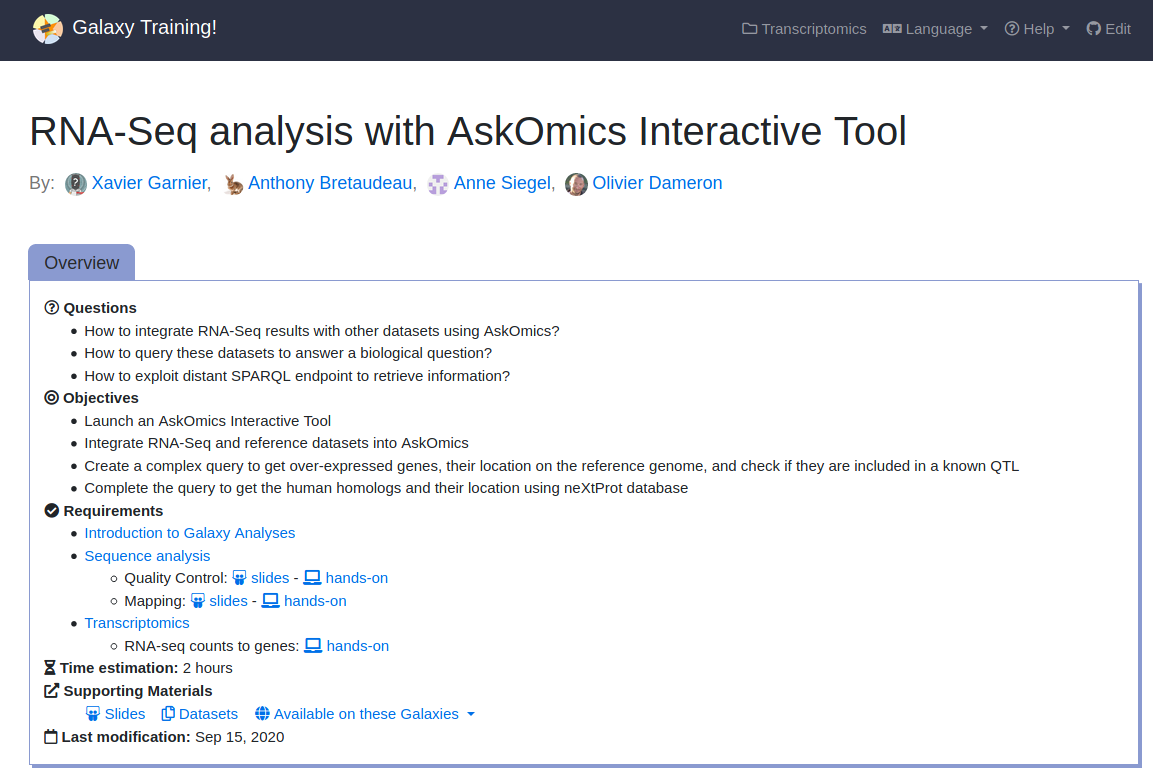 Galaxy Training!
Transcriptomics Language Help Edit
RNA-Seq analysis with AskOmics Interactive Tool
By: Xavier Garnier, Anthony Bretaudeau, Anne Siegel, Olivier Dameron
Overview
Questions
How to integrate RNA-Seq results with other datasets using AskOmics?
How to query these datasets to answer a biological question?
How to exploit distant SPARQL endpoint to retrieve information?
Objectives
Launch an AskOmics Interactive Tool
Integrate RNA-Seq and reference datasets into AskOmics
Create a complex query to get over-expressed genes, their location on the reference genome, and check if they are included in a known QTL
Complete the query to get the human homologs and their location using neXtProt database
Requirements
Introduction to Galaxy Analyses
Sequence analysis
Quality Control: slides - hands-on
Mapping: slides - hands-on
Transcriptomics
RNA-seq counts to genes: hands-on
Time estimation: 2 hours
Supporting Materials
Slides Datasets Available on these Galaxies
Last modification: Sep 15, 2020